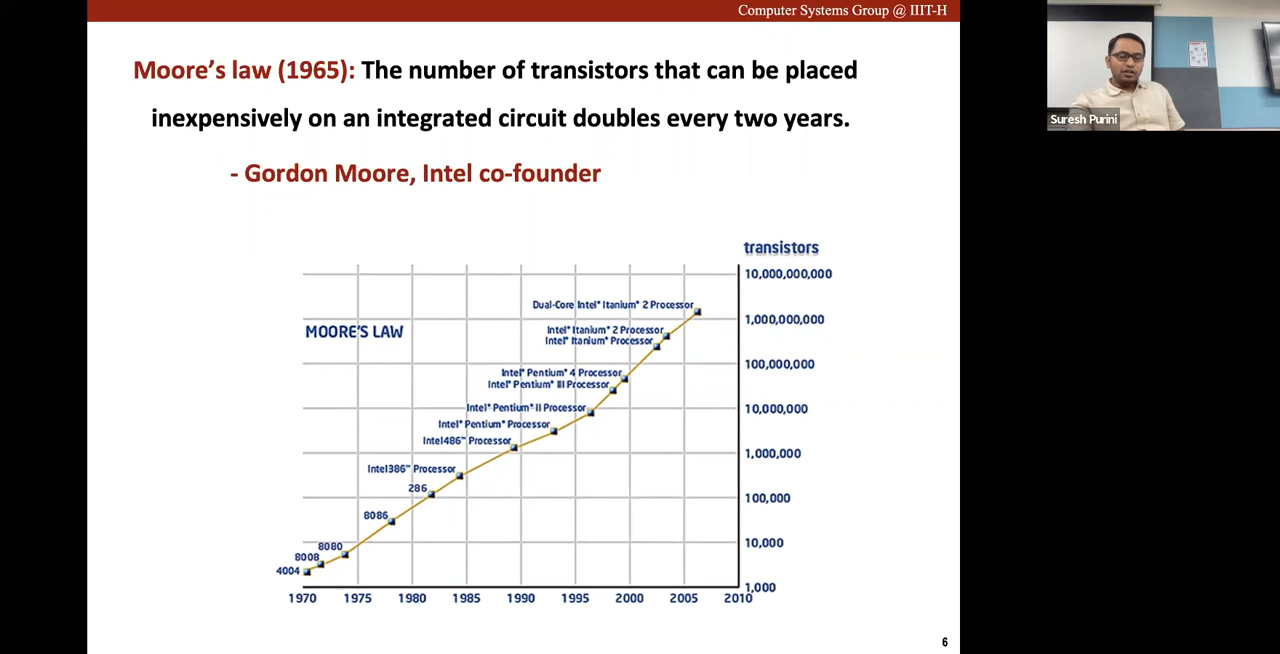 Computer Systems Group @ IIIT-H
Moore's law (1965): The number of transistors that can be placed
inexpensively on an integrated circuit doubles every two years.
- Gordon Moore, Intel co-founder
Suresh Purini
transistors
10,000,000,000
Dual-Core Intel® Itanium® 2 Processor
1,000,000,000
MOORE'S LAW
Intel® Itanium® 2 Processor
Intel® Itanium® Processor
100,000,000
Intel® Pentium® 4 Processor
Intel® Pentium® III Processor
Intel® Pentium® II Processor
10,000,000
Intel® Pentium® Processor
Intel486™ Processor
1,000,000
Intel386™ Processor
286
100,000
8086
8080
10,000
8008
4004
1,000
1970 1975 1980 1985 1990 1995 2000 2005 2010
6